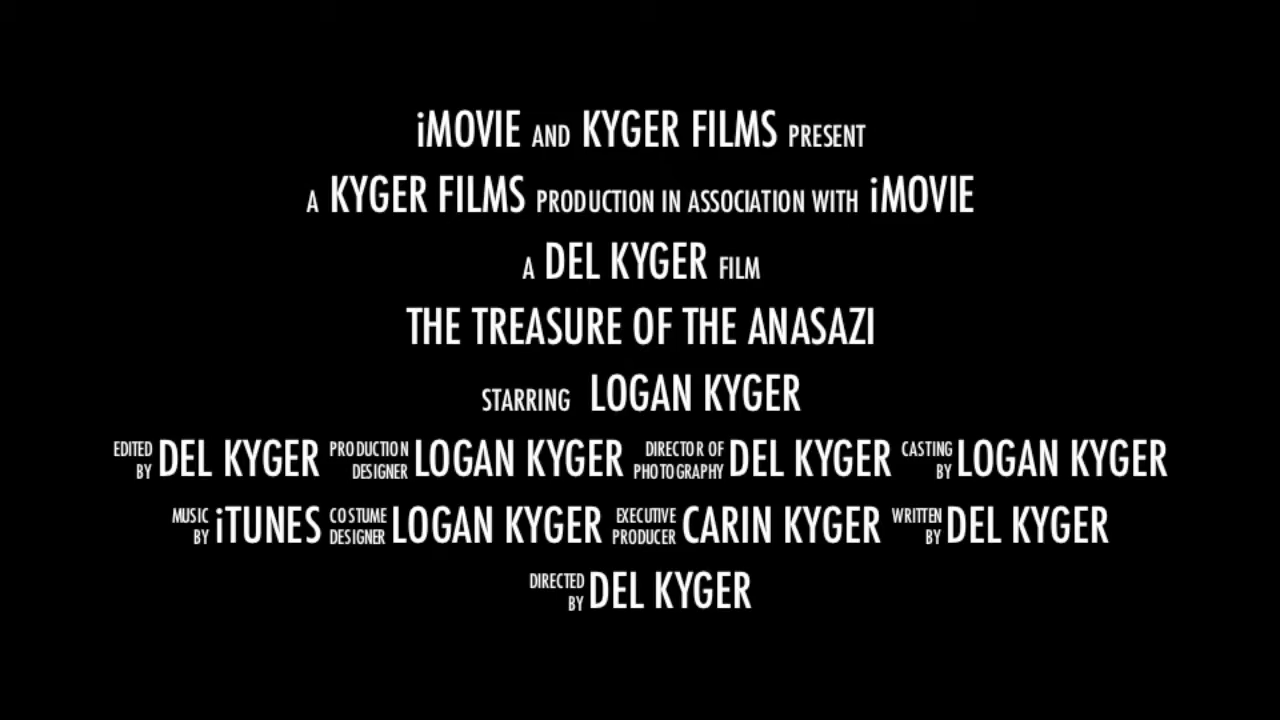 iMOVIE AND KYGER FILMS PRESENT
A KYGER FILMS PRODUCTION IN ASSOCIATION WITH iMOVIE
A DEL KYGER FILM
THE TREASURE OF THE ANASAZI
STARRING LOGAN KYGER
EDITED BY DEL KYGER PRODUCTION DESIGNER LOGAN KYGER DIRECTOR OF PHOTOGRAPHY DEL KYGER CASTING BY LOGAN KYGER
MUSIC BY iTUNES COSTUME DESIGNER LOGAN KYGER EXECUTIVE PRODUCER CARIN KYGER WRITTEN BY DEL KYGER
DIRECTED BY DEL KYGER